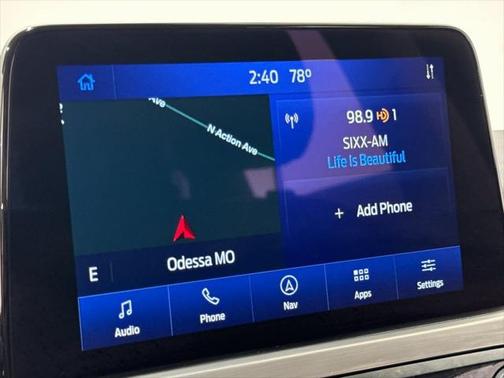 2:40 78°
Ave
N Action Ave
98.9 HD 1
SIXX-AM
Life Is Beautiful
+ Add Phone
E
Odessa MO
Audio
Phone
Nav
Apps
Settings